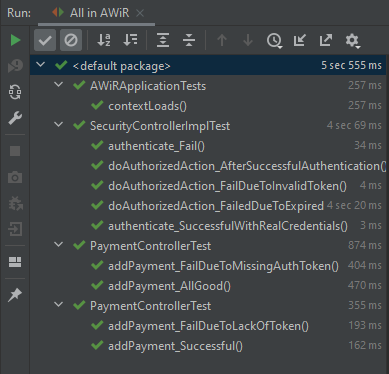 Run: All in AWiR
<default package> 5 sec 555 ms
AWiRApplicationTests 257 ms
contextLoads() 257 ms
SecurityControllerImplTest 4 sec 69 ms
authenticate_Fail() 34 ms
doAuthorizedAction_AfterSuccessfulAuthentication()
doAuthorizedAction_FailDueToInvalidToken() 4 ms
doAuthorizedAction_FailedDueToExpired 4 sec 20 ms
authenticate_SuccessfulWithRealCredentials() 3 ms
PaymentControllerTest 874 ms
addPayment_FailDueToMissingAuthToken() 404 ms
addPayment_AllGood() 470 ms
PaymentControllerTest 355 ms
addPayment_FailDueToLackOfToken() 193 ms
addPayment_Successful() 162 ms